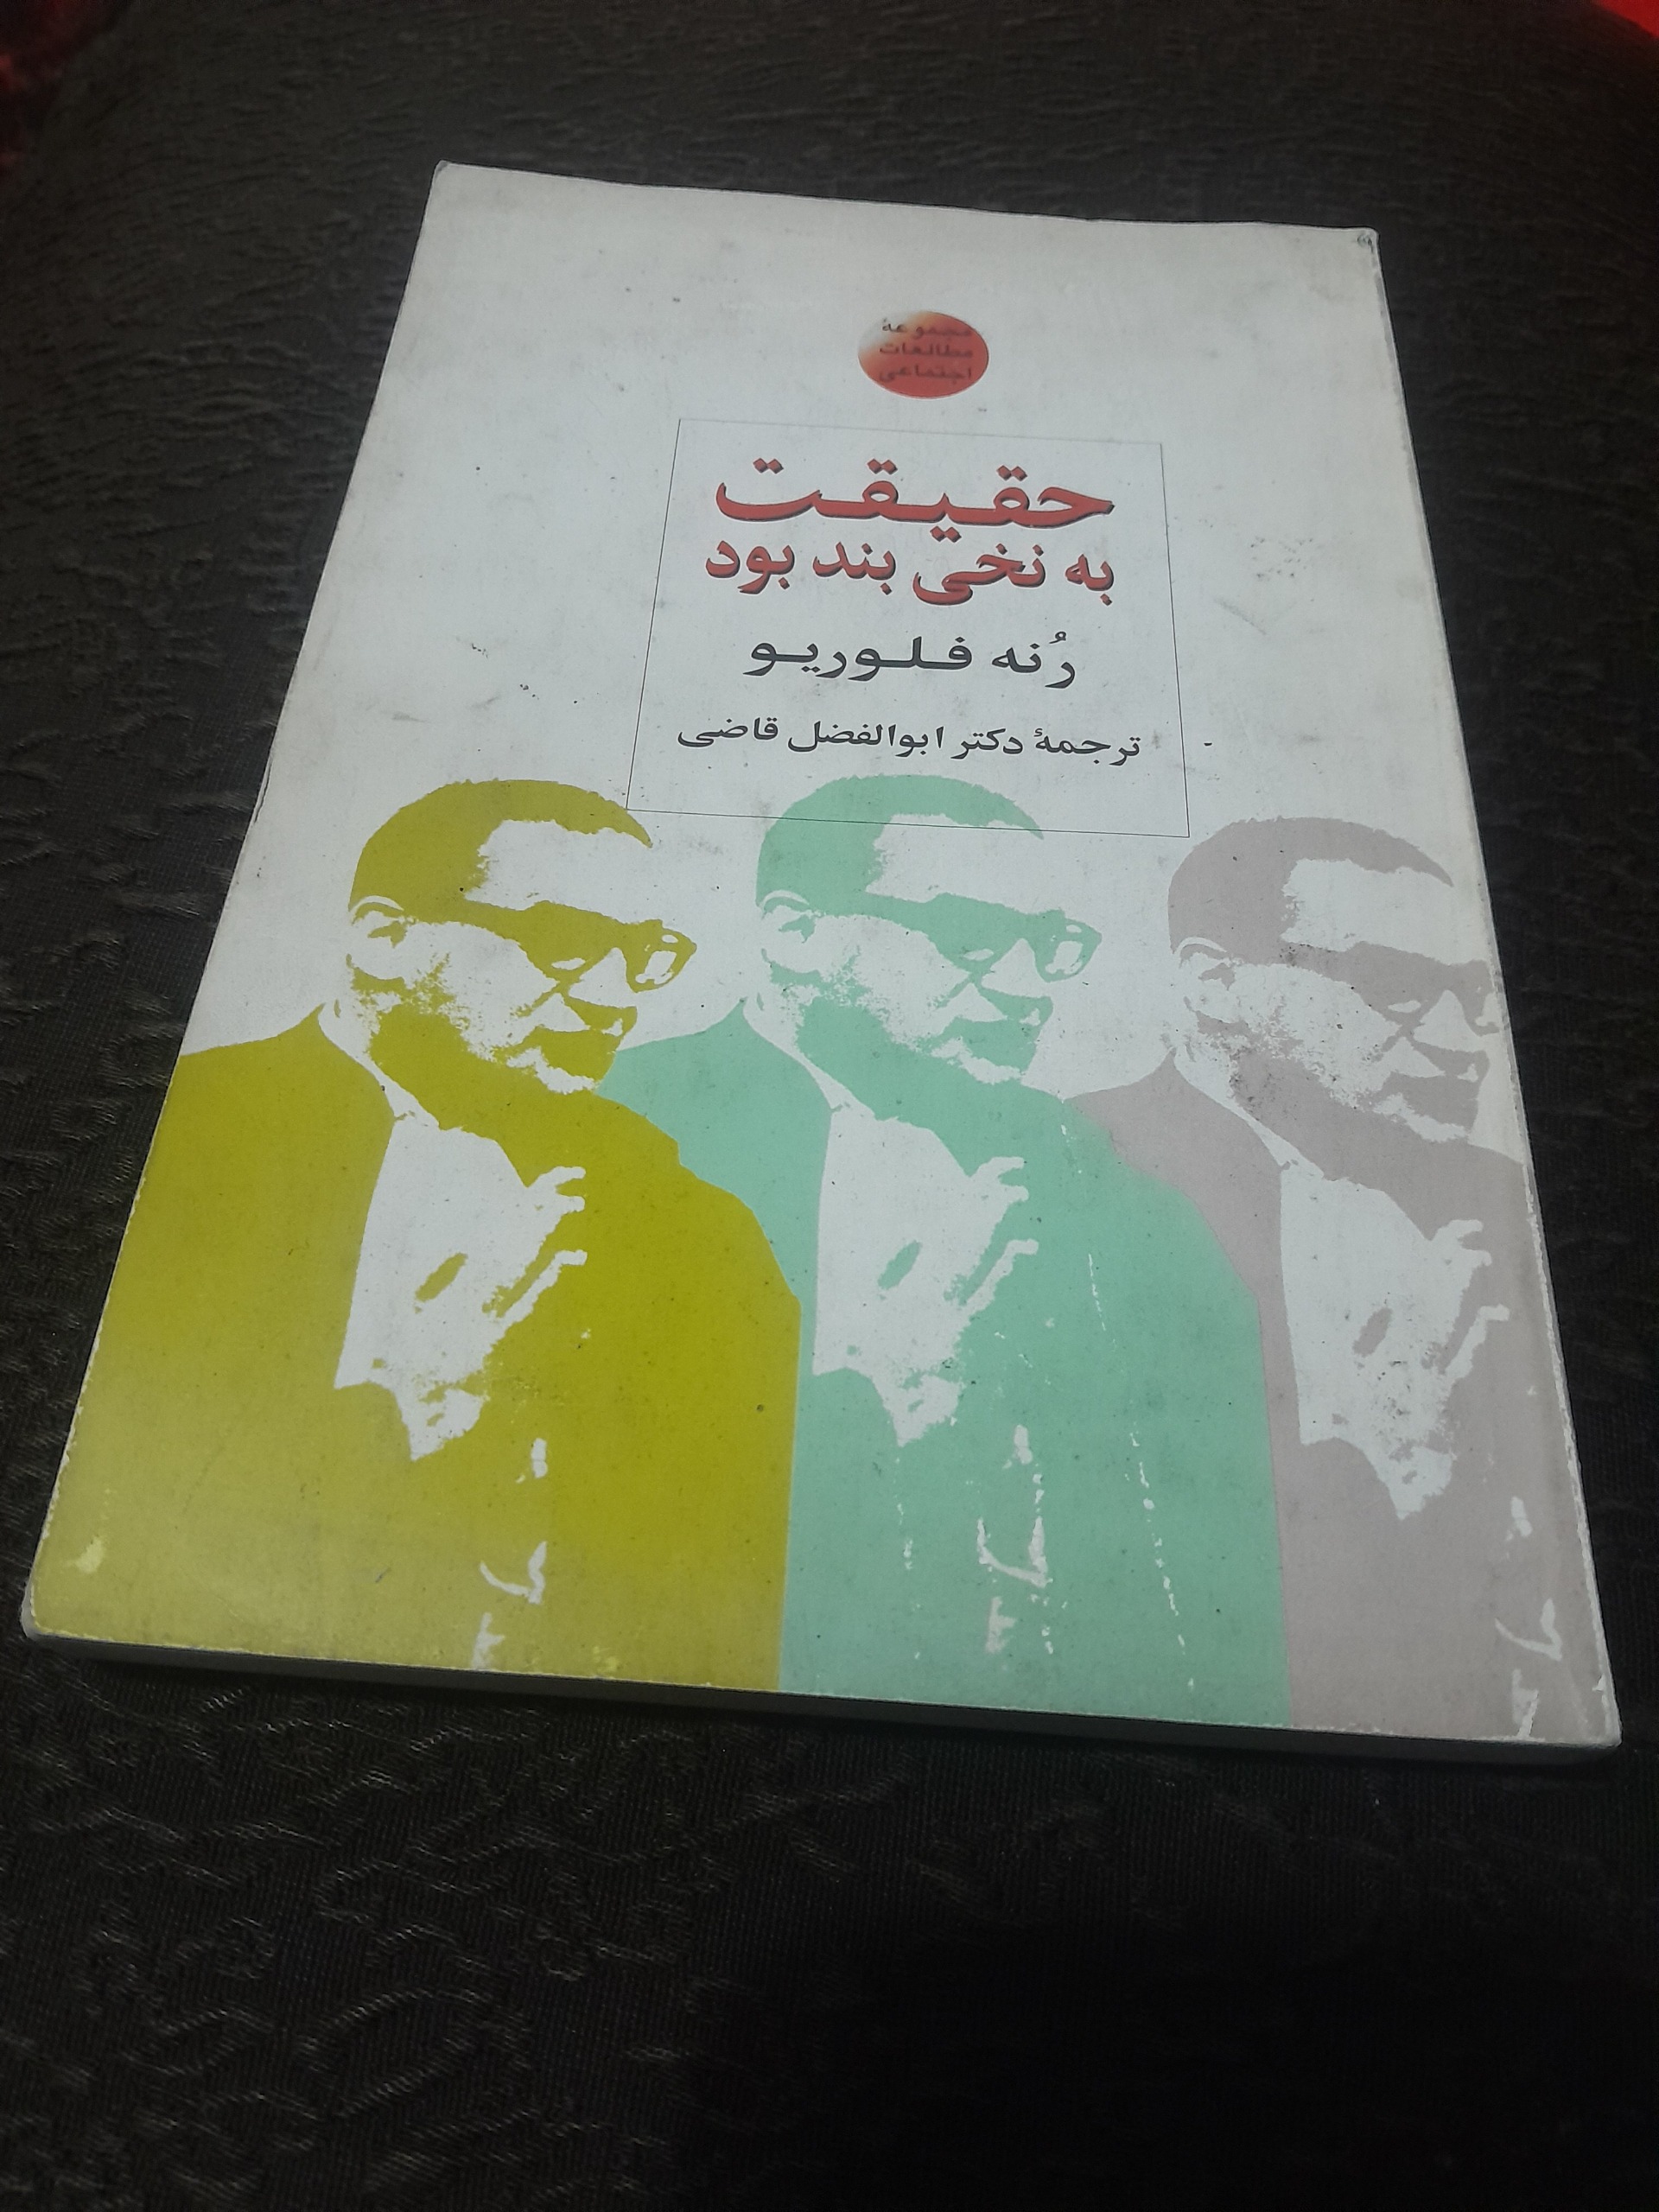 مجموعهٔ
مطالعات
اجتماعی
حقیقت
به نخی بند بود
رُنه فلوریو
ترجمهٔ دکتر ابوالفضل قاضی